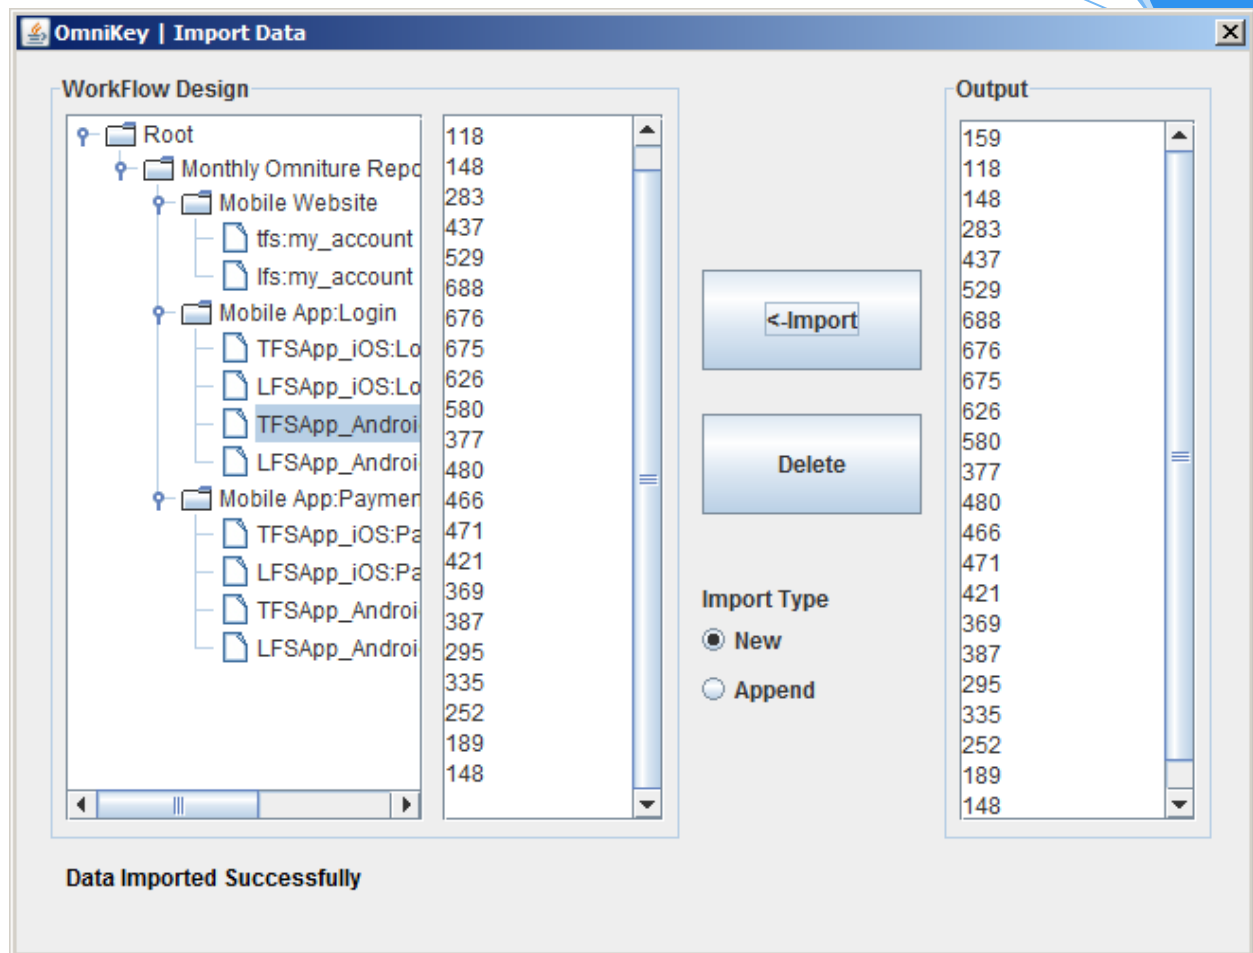 OmniKey | Import Data
WorkFlow Design
Root
Monthly Omniture Repo
Mobile Website
tfs:my_account
lfs:my_account
Mobile App:Login
TFSApp_iOS:Lo
LFSApp_iOS:Lo
TFSApp_Androi
LFSApp_Androi
Mobile App:Paymen
TFSApp_iOS:Pa
LFSApp_iOS:Pa
TFSApp_Androi
LFSApp_Androi
118
148
283
437
529
688
676
675
626
580
377
480
466
471
421
369
387
295
335
252
189
148
<-Import
Delete
Import Type
New
Append
Output
159
118
148
283
437
529
688
676
675
626
580
377
480
466
471
421
369
387
295
335
252
189
148
Data Imported Successfully